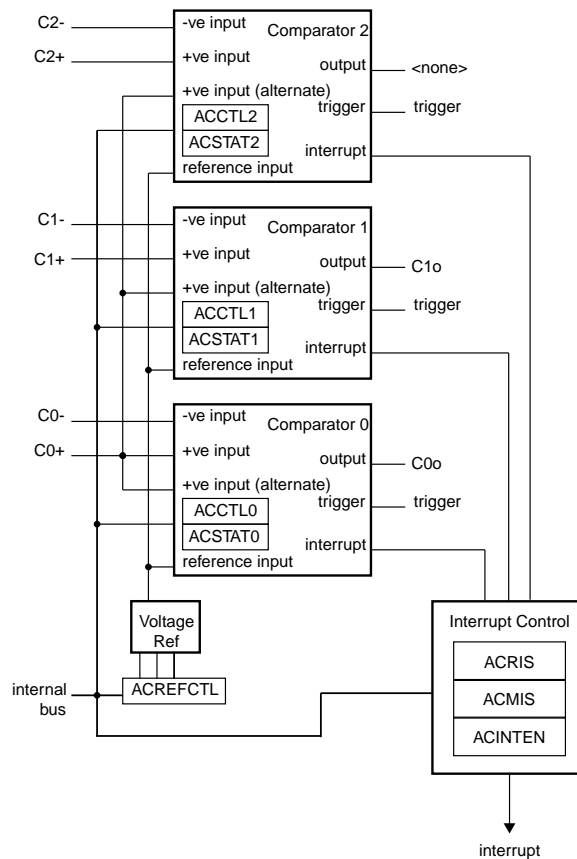 C2-
-ve input
Comparator 2
C2+
+ve input
output
<none>
+ve input (alternate)
trigger
trigger
ACCTL2
ACSTAT2
interrupt
reference input
C1-
-ve input
Comparator 1
C1+
+ve input
output
C1o
+ve input (alternate)
trigger
trigger
ACCTL1
ACSTAT1
interrupt
reference input
C0-
-ve input
Comparator 0
C0+
+ve input
output
C0o
+ve input (alternate)
trigger
trigger
ACCTL0
ACSTAT0
interrupt
reference input
Voltage
Ref
Interrupt Control
ACRIS
internal
bus
ACREFCTL
ACMIS
ACINTEN
interrupt